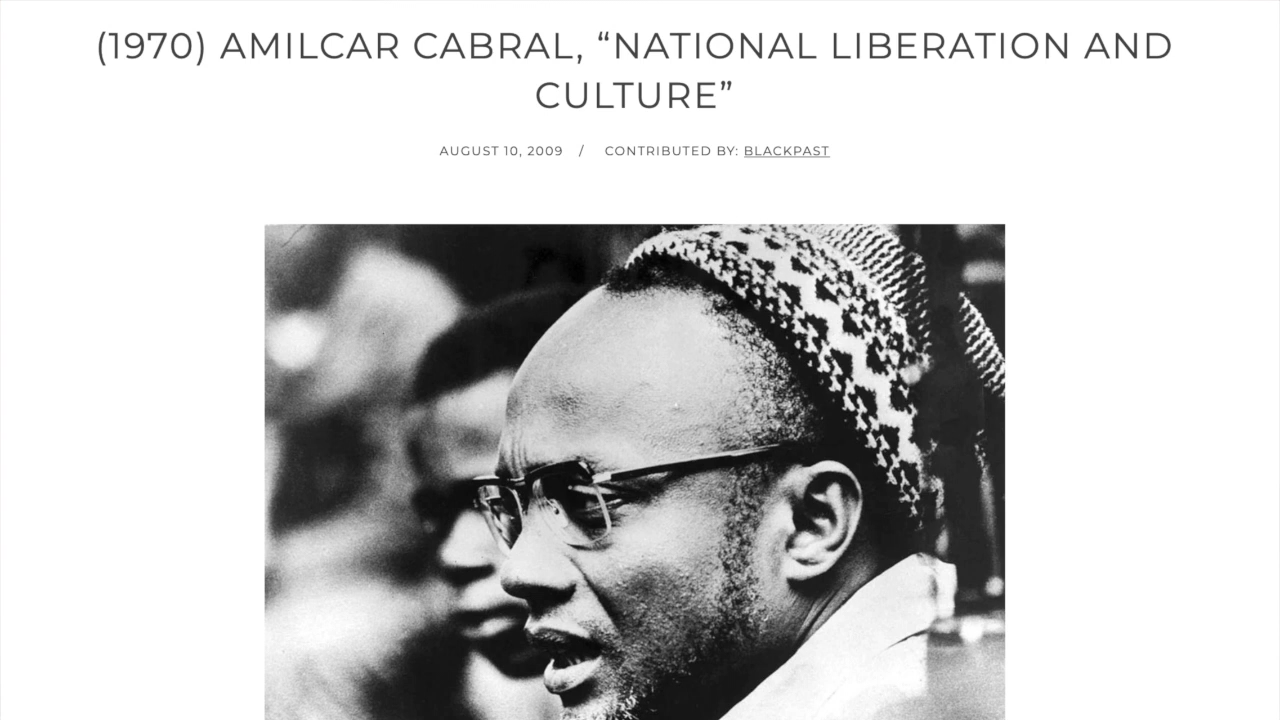 (1970) AMILCAR CABRAL, “NATIONAL LIBERATION AND
CULTURE”
AUGUST 10, 2009 / CONTRIBUTED BY: BLACKPAST